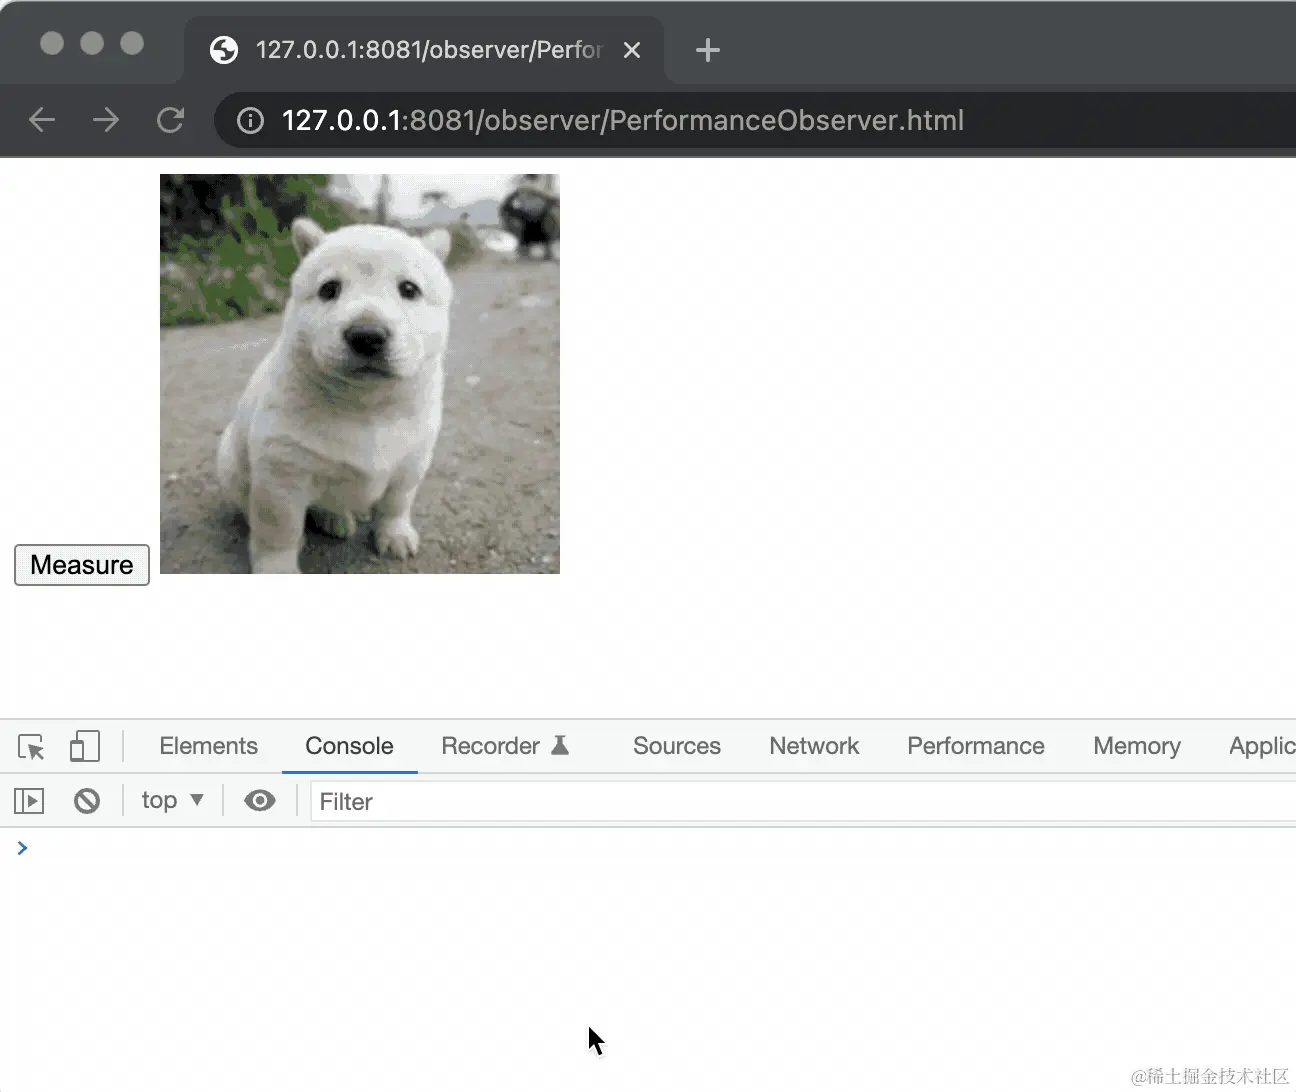 127.0.0.1:8081/observer/Perfor
127.0.0.1:8081/observer/PerformanceObserver.html
Measure
Elements Console Recorder Sources Network Performance Memory Applic
top Filter
@稀土掘金技术社区